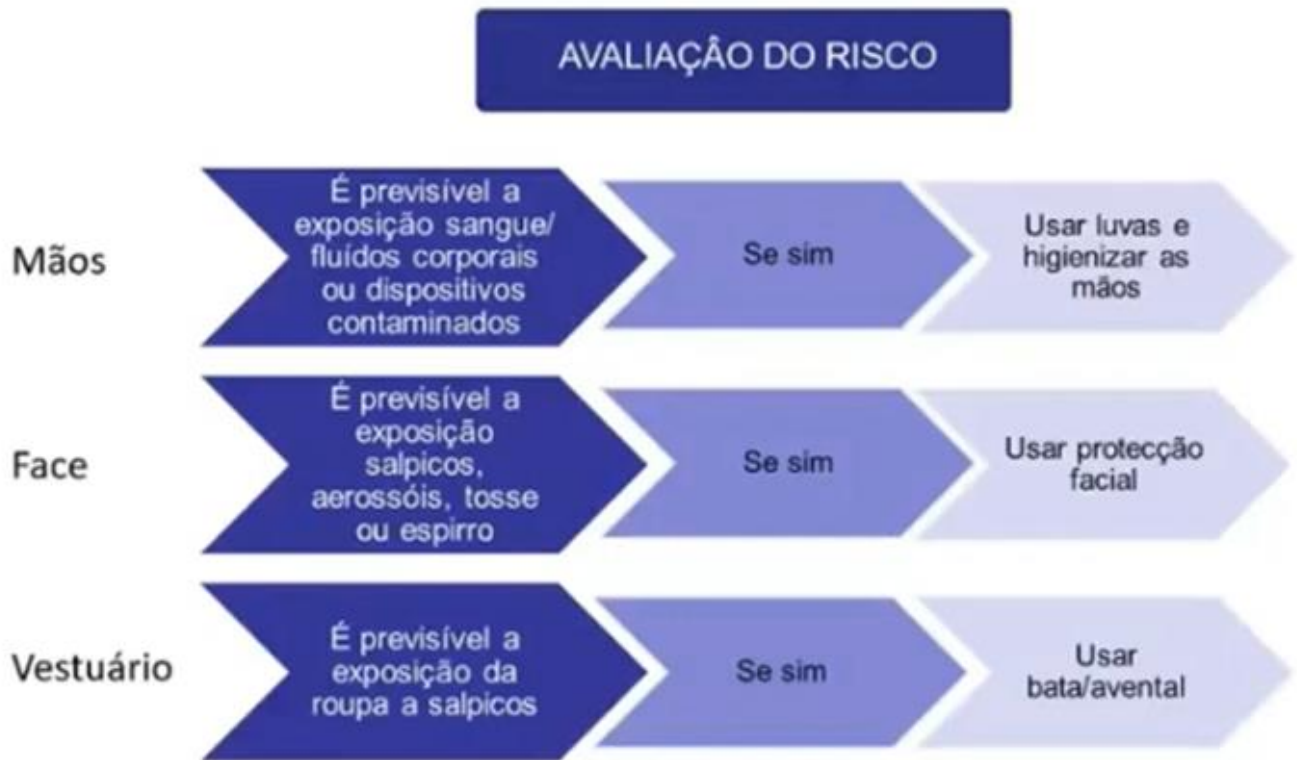 AVALIAÇÂO DO RISCO
Mãos
É previsível a
exposição sangue/
fluídos corporais
ou dispositivos
contaminados
Se sim
Usar luvas e
higienizar as
mãos
Face
É previsível a
exposição
salpicos,
aerossóis, tosse
ou espirro
Se sim
Usar protecção
facial
Vestuário
É previsível a
exposição da
roupa a salpicos
Se sim
Usar
bata/avental